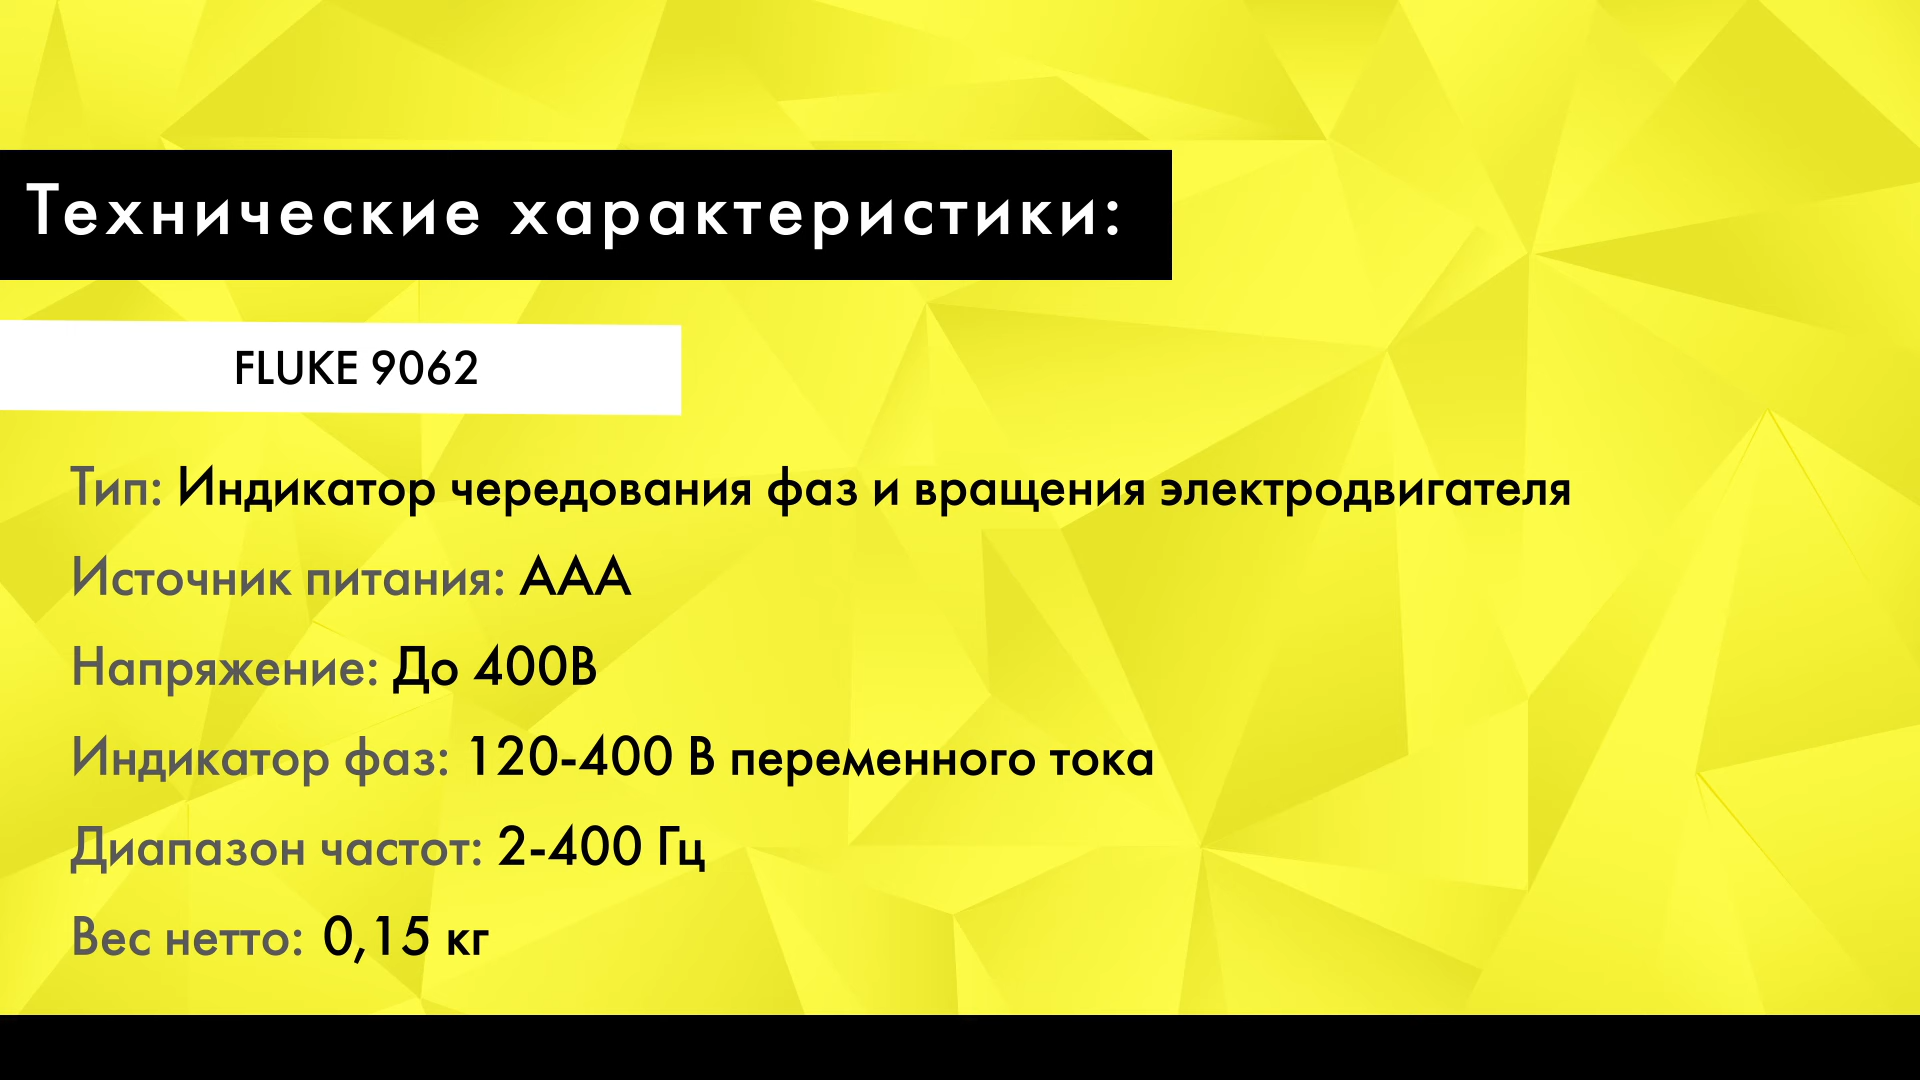 Технические характеристики:
FLUKE 9062
Тип: Индикатор чередования фаз и вращения электродвигателя
Источник питания: ААА
Напряжение: До 400В
Индикатор фаз: 120-400 В переменного тока
Диапазон частот: 2-400 Гц
Вес нетто: 0,15 кг